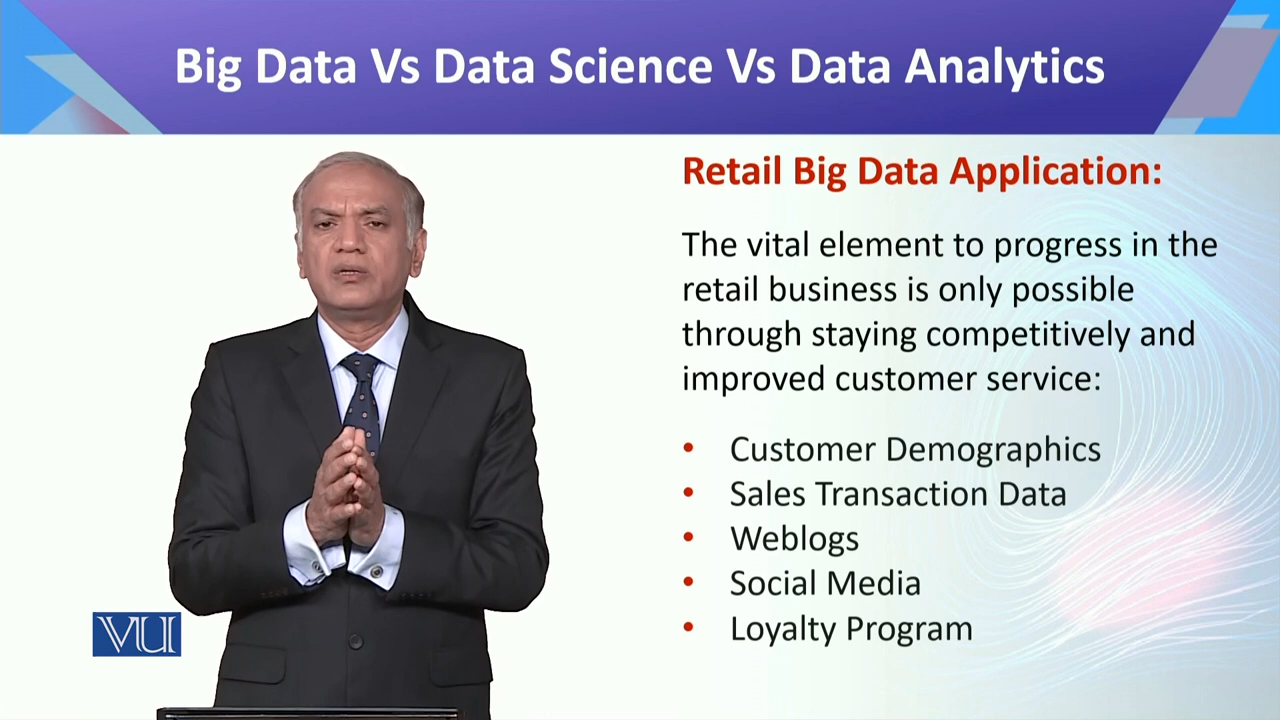 Big Data Vs Data Science Vs Data Analytics
Retail Big Data Application:
The vital element to progress in the
retail business is only possible
through staying competitively and
improved customer service:
• Customer Demographics
• Sales Transaction Data
• Weblogs
• Social Media
• Loyalty Program
VU